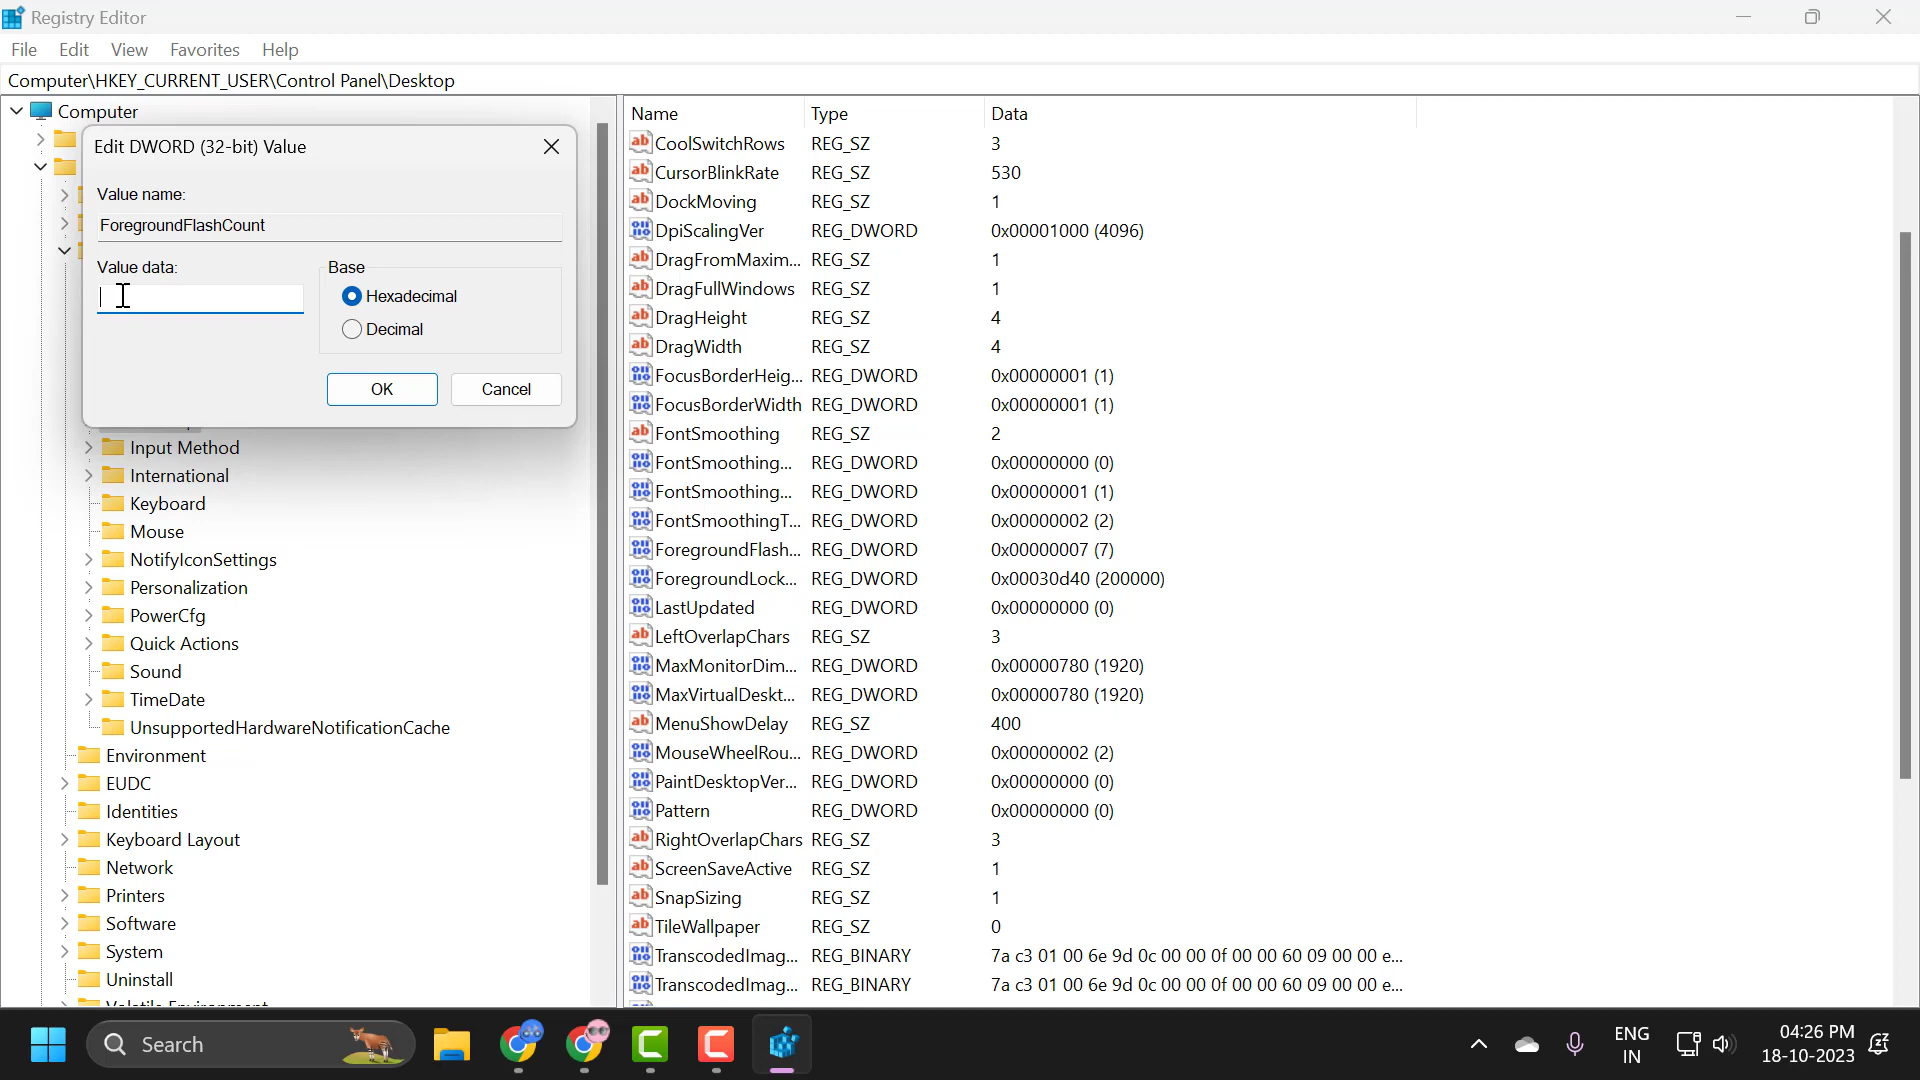 Registry Editor
File Edit View Favorites Help
Computer\HKEY_CURRENT_USER\Control Panel\Desktop
Computer
Edit DWORD (32-bit) Value
Value name:
ForegroundFlashCount
Value data:
Base
Hexadecimal
Decimal
OK Cancel
Input Method
International
Keyboard
Mouse
NotifyIconSettings
Personalization
PowerCfg
Quick Actions
Sound
TimeDate
UnsupportedHardwareNotificationCache
Environment
EUDC
Identities
Keyboard Layout
Network
Printers
Software
System
Uninstall
Volatile Environment
Name Type Data
CoolSwitchRows REG_SZ 3
CursorBlinkRate REG_SZ 530
DockMoving REG_SZ 1
DpiScalingVer REG_DWORD 0x00001000 (4096)
DragFromMaxim... REG_SZ 1
DragFullWindows REG_SZ 1
DragHeight REG_SZ 4
DragWidth REG_SZ 4
FocusBorderHeig... REG_DWORD 0x00000001 (1)
FocusBorderWidth REG_DWORD 0x00000001 (1)
FontSmoothing REG_SZ 2
FontSmoothing... REG_DWORD 0x00000000 (0)
FontSmoothing... REG_DWORD 0x00000001 (1)
FontSmoothingT... REG_DWORD 0x00000002 (2)
ForegroundFlash... REG_DWORD 0x00000007 (7)
ForegroundLock... REG_DWORD 0x00030d40 (200000)
LastUpdated REG_DWORD 0x00000000 (0)
LeftOverlapChars REG_SZ 3
MaxMonitorDim... REG_DWORD 0x00000780 (1920)
MaxVirtualDeskt... REG_DWORD 0x00000780 (1920)
MenuShowDelay REG_SZ 400
MouseWheelRou... REG_DWORD 0x00000002 (2)
PaintDesktopVer... REG_DWORD 0x00000000 (0)
Pattern REG_DWORD 0x00000000 (0)
RightOverlapChars REG_SZ 3
ScreenSaveActive REG_SZ 1
SnapSizing REG_SZ 1
TileWallpaper REG_SZ 0
TranscodedImag... REG_BINARY 7a c3 01 00 6e 9d 0c 00 00 0f 00 00 60 09 00 00 e...
TranscodedImag... REG_BINARY 7a c3 01 00 6e 9d 0c 00 00 0f 00 00 60 09 00 00 e...
Search
ENG
IN
04:26 PM
18-10-2023